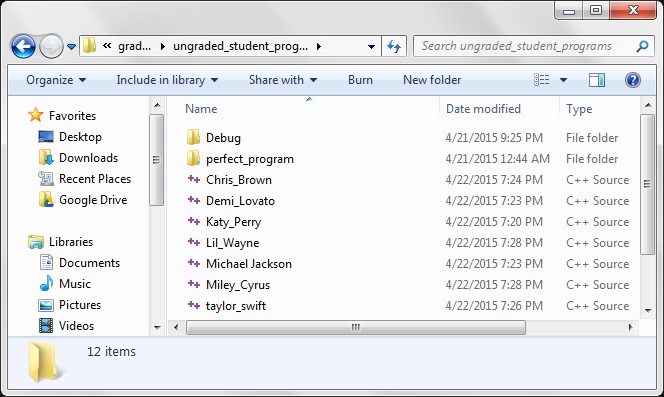 « grad... ▸ ungraded_student_prog... ▸ Search ungraded_student_programs
Organize Include in library Share with Burn New folder
Name Date modified Type
Favorites
Desktop
Downloads
Recent Places
Google Drive
Libraries
Documents
Music
Pictures
Videos
Debug 4/21/2015 9:25 PM File folder
perfect_program 4/21/2015 12:44 AM File folder
Chris_Brown 4/22/2015 7:24 PM C++ Source
Demi_Lovato 4/22/2015 7:23 PM C++ Source
Katy_Perry 4/22/2015 7:20 PM C++ Source
Lil_Wayne 4/22/2015 7:28 PM C++ Source
Michael Jackson 4/22/2015 7:23 PM C++ Source
Miley_Cyrus 4/22/2015 7:28 PM C++ Source
taylor_swift 4/22/2015 7:26 PM C++ Source
12 items